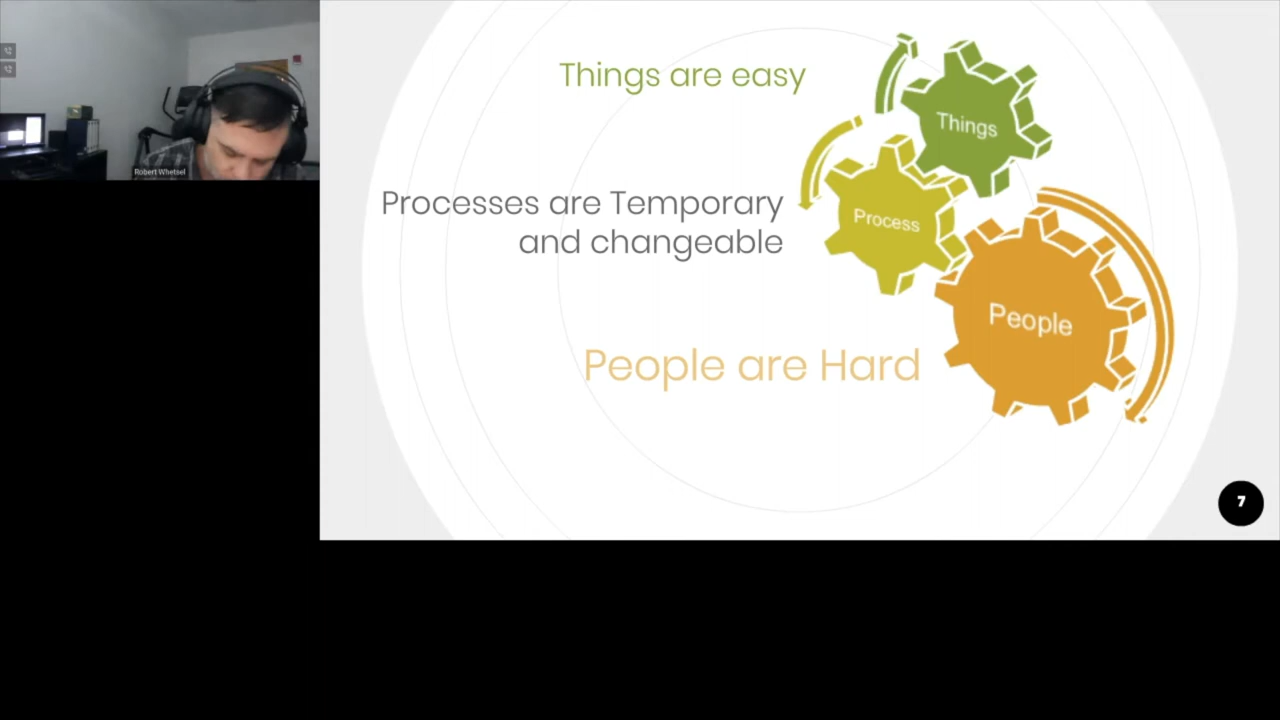 Robert Whetsel
Things are easy
Things
Processes are Temporary
and changeable
Process
People
People are Hard
7